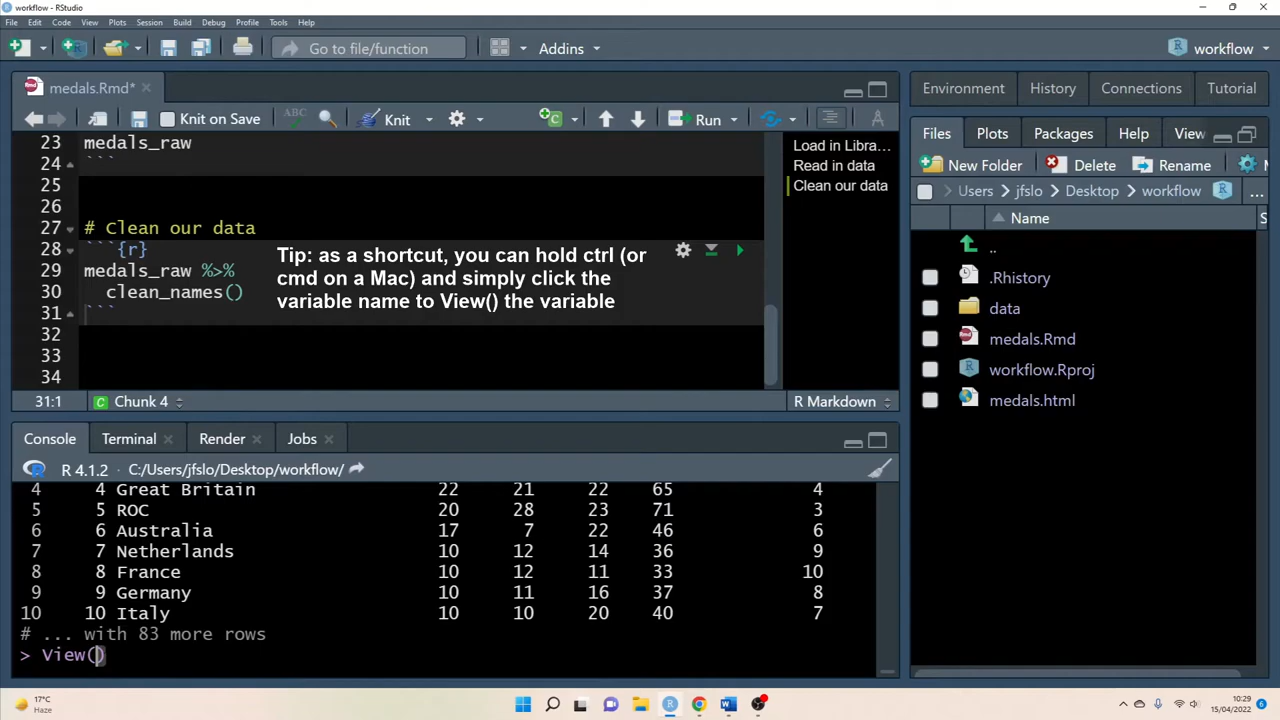 workflow - RStudio
File Edit Code View Plots Session Build Debug Profile Tools Help
Go to file/function
Addins
workflow
medals.Rmd*
Knit on Save
ABC
Knit
Run
23 medals_raw
24 ```
25
26
27 # Clean our data
28 ```{r}
29 medals_raw %>%
30 clean_names()
31 ```
32
33
34
Tip: as a shortcut, you can hold ctrl (or
cmd on a Mac) and simply click the
variable name to View() the variable
Load in Libra...
Read in data
Clean our data
31:1 C Chunk 4 R Markdown
Console Terminal Render Jobs
R 4.1.2 · C:/Users/jfslo/Desktop/workflow/
4 4 Great Britain 22 21 22 65 4
5 5 ROC 20 28 23 71 3
6 6 Australia 17 7 22 46 6
7 7 Netherlands 10 12 14 36 9
8 8 France 10 12 11 33 10
9 9 Germany 10 11 16 37 8
10 10 Italy 10 10 20 40 7
# ... with 83 more rows
> View()
Environment History Connections Tutorial
Files Plots Packages Help View
New Folder Delete Rename
Users jfslo Desktop workflow ...
Name
..
.Rhistory
data
medals.Rmd
workflow.Rproj
medals.html
17°C
Haze
10:29
15/04/2022
6